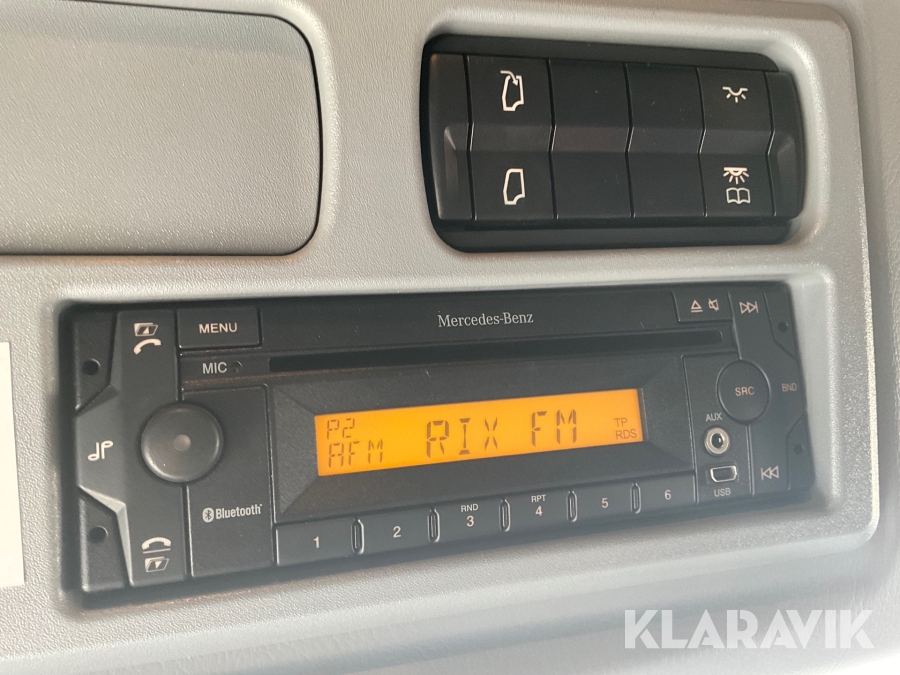 Mercedes-Benz
MENU
MIC
SRC
BND
AUX
P2
AFM
RIX FM
TP
RDS
USB
Bluetooth
1
2
RND
3
RPT
4
5
6
KLARAVIK